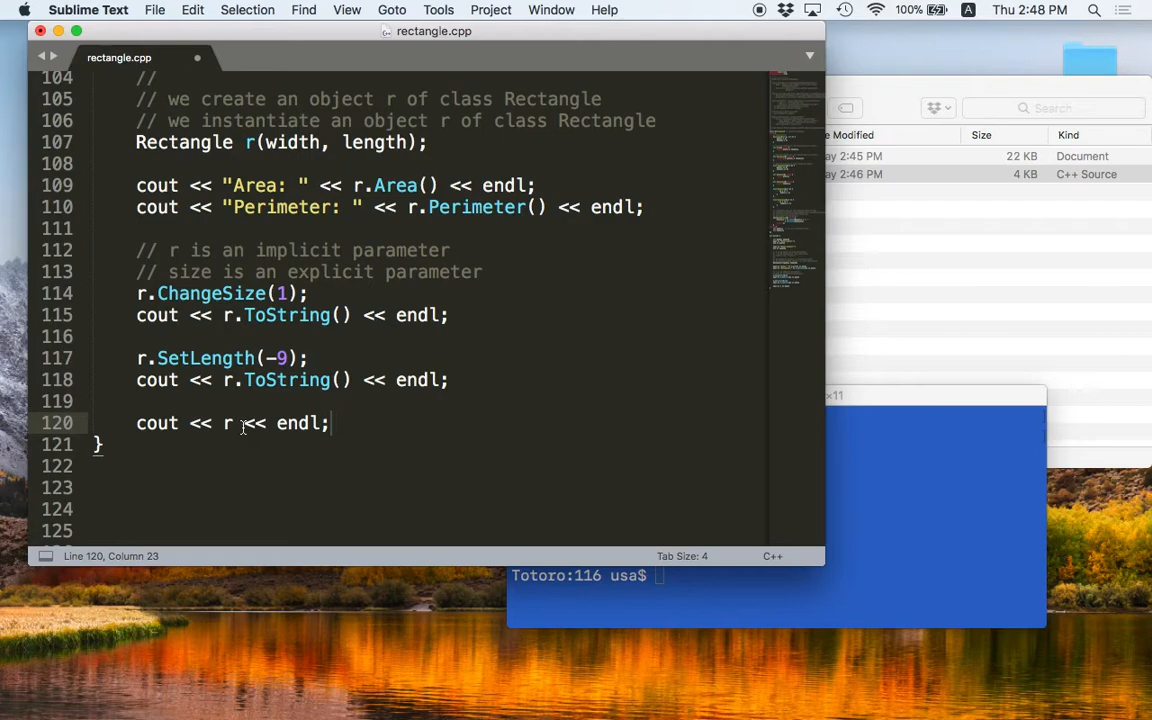 Sublime Text File Edit Selection Find View Goto Tools Project Window Help 100% A Thu 2:48 PM
rectangle.cpp
rectangle.cpp
104 //
105 // we create an object r of class Rectangle
106 // we instantiate an object r of class Rectangle
107 Rectangle r(width, length);
108
109 cout << "Area: " << r.Area() << endl;
110 cout << "Perimeter: " << r.Perimeter() << endl;
111
112 // r is an implicit parameter
113 // size is an explicit parameter
114 r.ChangeSize(1);
115 cout << r.ToString() << endl;
116
117 r.SetLength(-9);
118 cout << r.ToString() << endl;
119
120 cout << r << endl;
121 }
122
123
124
125
Line 120, Column 23 Tab Size: 4 C++
Search
Modified Size Kind
2:45 PM 22 KB Document
2:46 PM 4 KB C++ Source
×11
Totoro:116 usa$